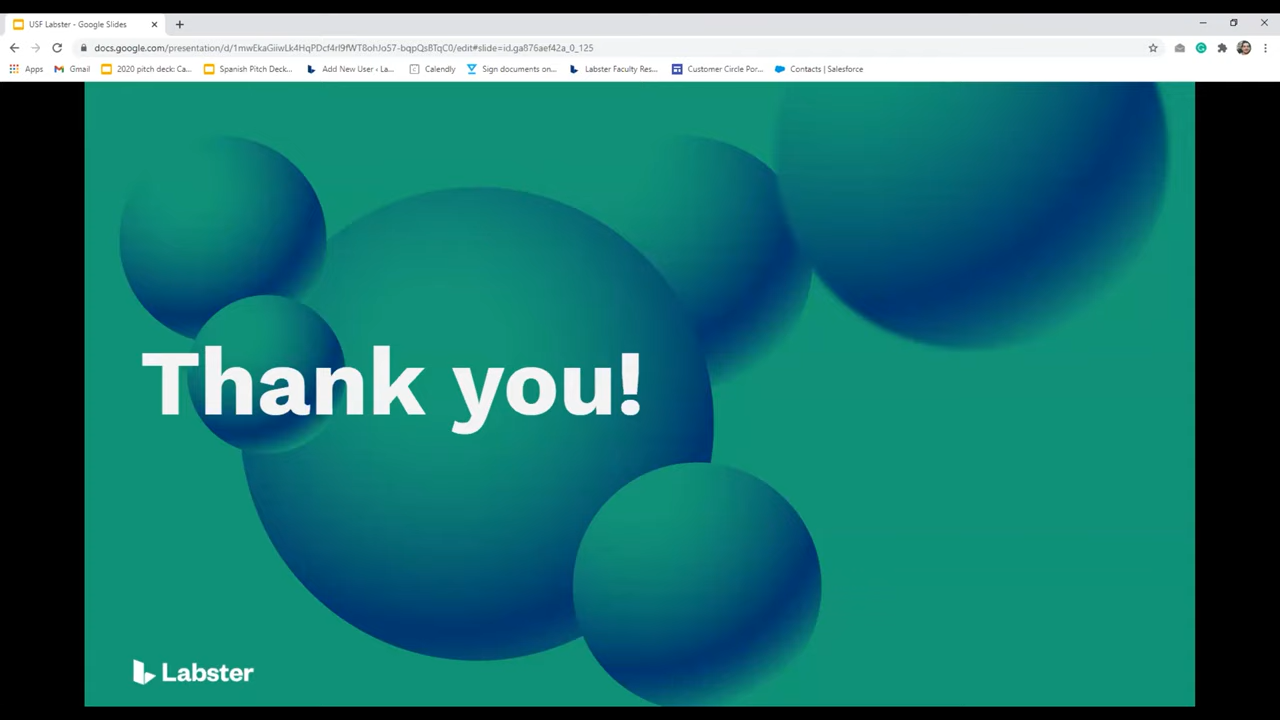 USF Labster - Google Slides
docs.google.com/presentation/d/1mwEkaGiiwLk4HqPDcf4rl9fWT8ohJo57-bqpQsBTqC0/edit#slide=id.ga876aef42a_0_125
Apps Gmail 2020 pitch deck: Ca... Spanish Pitch Deck... Add New User ‹ La... Calendly Sign documents on... Labster Faculty Res... Customer Circle Por... Contacts | Salesforce
Thank you!
Labster